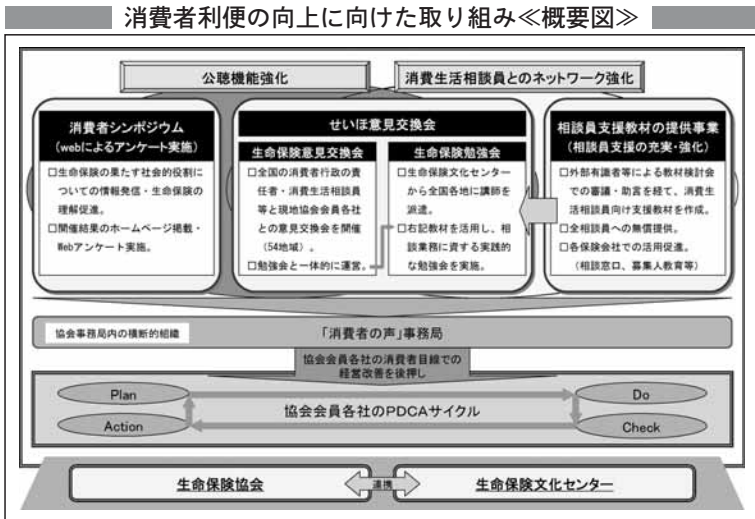 消費者利便の向上に向けた取り組み≪概要図≫
公聴機能強化
消費生活相談員とのネットワーク強化
消費者シンポジウム
(webによるアンケート実施)
□生命保険の果たす社会的役割
についての情報発信・生命保険の
理解促進。
□開催結果のホームページ掲載・
Webアンケート実施。
せいほ意見交換会
生命保険意見交換会
□全国の消費者行政の責
任者・消費生活相談員
等と現地協会会員各社
との意見交換会を開催
(54地域)。
□勉強会と一体的に運営。
生命保険勉強会
□生命保険文化センター
から全国各地に講師を
派遣。
□右記教材を活用し、相
談業務に資する実践的
な勉強会を実施。
相談員支援教材の提供事業
(相談員支援の充実・強化)
□外部有識者等による教材検討会
での審議・助言を経て、消費生
活相談員向け支援教材を作成。
□全相談員への無償提供。
□各保険会社での活用促進。
(相談窓口、募集人教育等)
協会事務局内の横断的組織
「消費者の声」事務局
協会会員各社の消費者目線での
経営改善を後押し
Plan
Do
協会会員各社のPDCAサイクル
Action
Check
生命保険協会
連携
生命保険文化センター